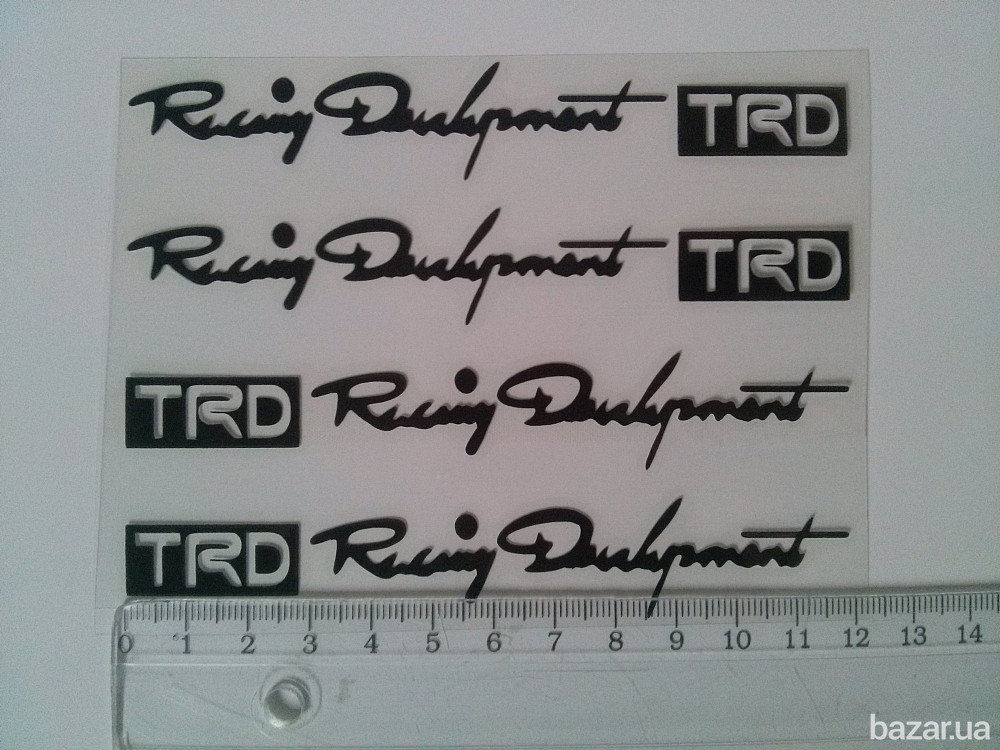 Racing Development TRD
Racing Development TRD
TRD Racing Development
TRD Racing Development
0 1 2 3 4 5 6 7 8 9 10 11 12 13 14
bazar.ua